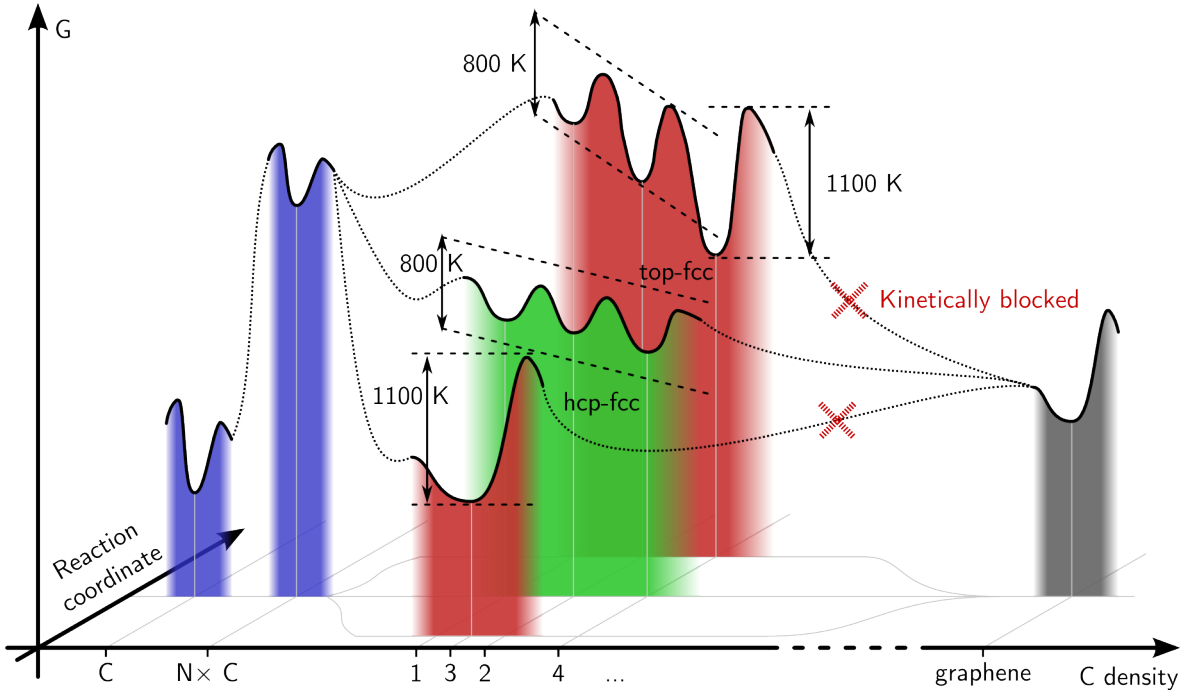 G
800 K
1100 K
top-fcc
800 K
Kinetically blocked
1100 K
hcp-fcc
Reaction
coordinate
C
N× C
1
3
2
4
...
graphene
C density